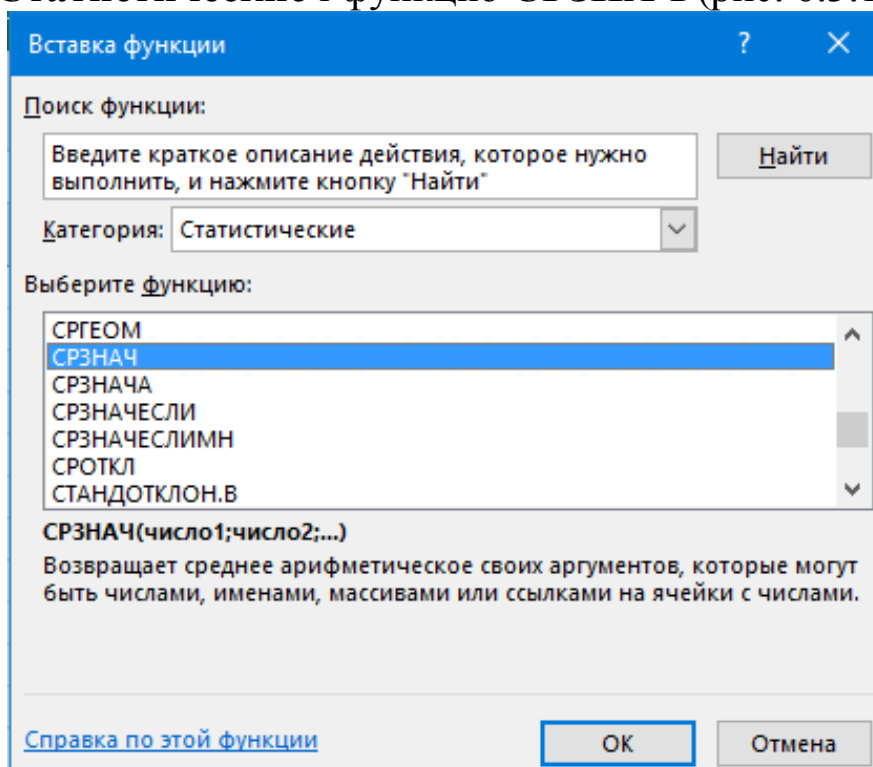 Вставка функции ? ×
Поиск функции:
Введите краткое описание действия, которое нужно
выполнить, и нажмите кнопку "Найти"
Найти
Категория: Статистические
Выберите функцию:
СРГЕОМ
СРЗНАЧ
СРЗНАЧА
СРЗНАЧЕСЛИ
СРЗНАЧЕСЛИМН
СРОТКЛ
СТАНДОТКЛОН.В
СРЗНАЧ(число1;число2;...)
Возвращает среднее арифметическое своих аргументов, которые могут
быть числами, именами, массивами или ссылками на ячейки с числами.
Справка по этой функции
ОК
Отмена